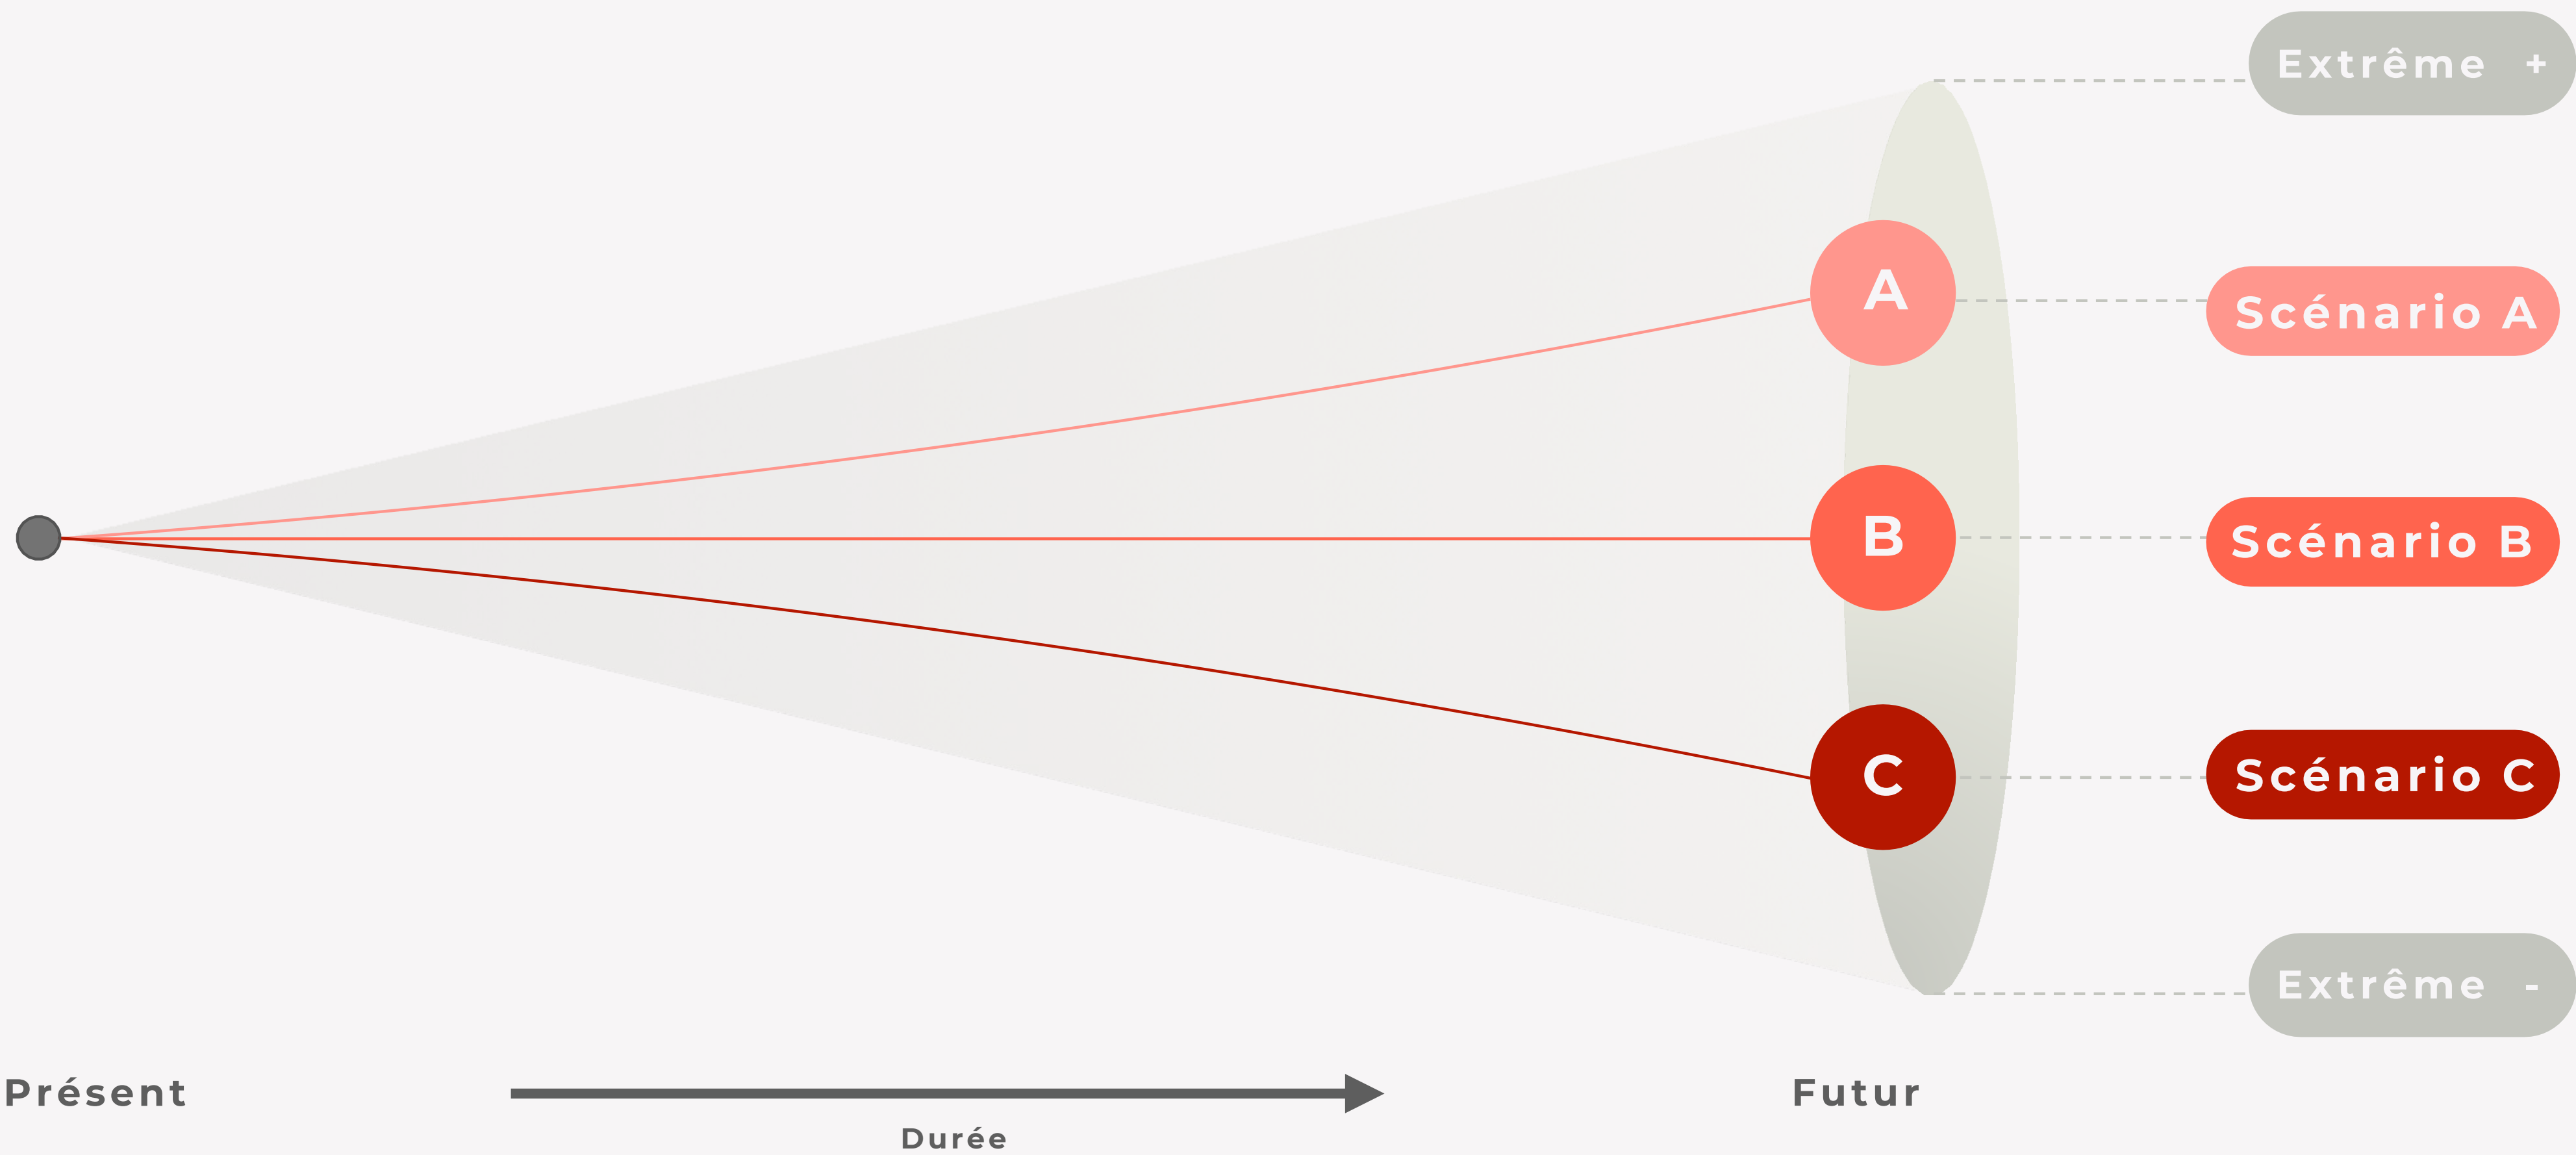 Extrême +
A
Scénario A
B
Scénario B
C
Scénario C
Extrême -
Présent
Futur
Durée